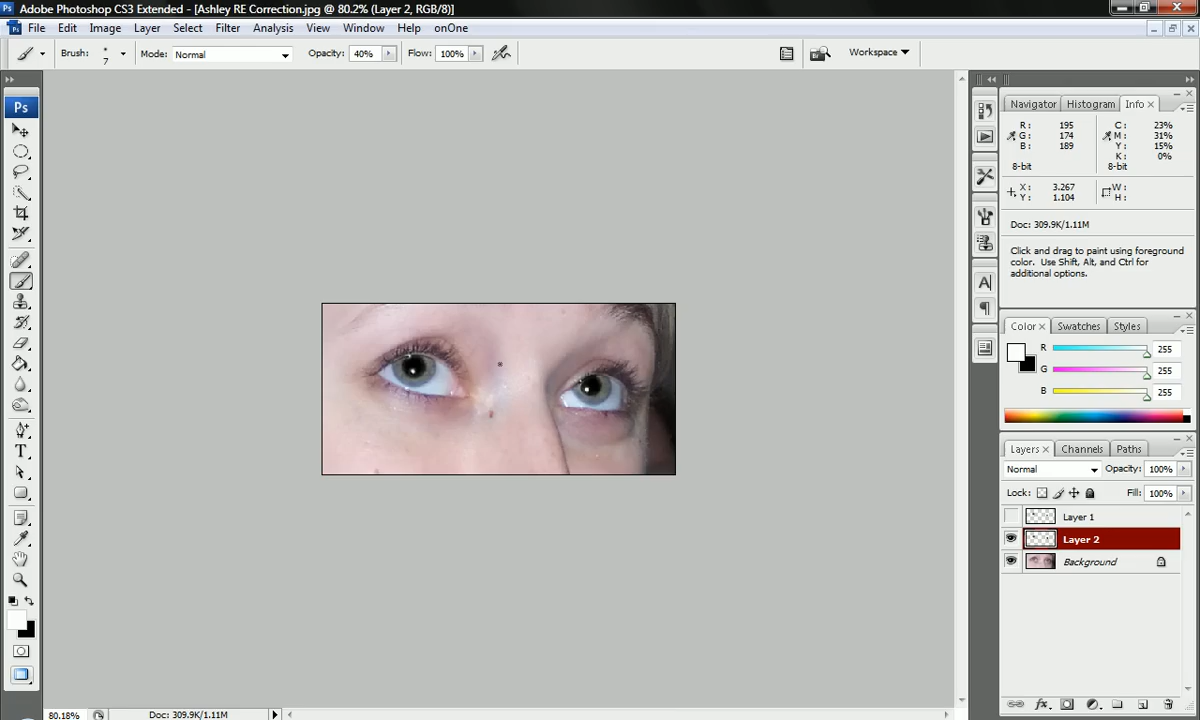 Ps Adobe Photoshop CS3 Extended - [Ashley RE Correction.jpg @ 80.2% (Layer 2, RGB/8)]
Ps File Edit Image Layer Select Filter Analysis View Window Help onOne
Brush: 7 Mode: Normal Opacity: 40% Flow: 100% Workspace
Ps
Navigator Histogram Info
R: 195 C: 23%
G: 174 M: 31%
B: 189 Y: 15%
K: 0%
8-bit 8-bit
X: 3.267 W:
Y: 1.104 H:
Doc: 309.9K/1.11M
Click and drag to paint using foreground
color. Use Shift, Alt, and Ctrl for
additional options.
Color Swatches Styles
R 255
G 255
B 255
Layers Channels Paths
Normal Opacity: 100%
Lock: Fill: 100%
Layer 1
Layer 2
Background
T
A
fx
80.18% Doc: 309.9K/1.11M